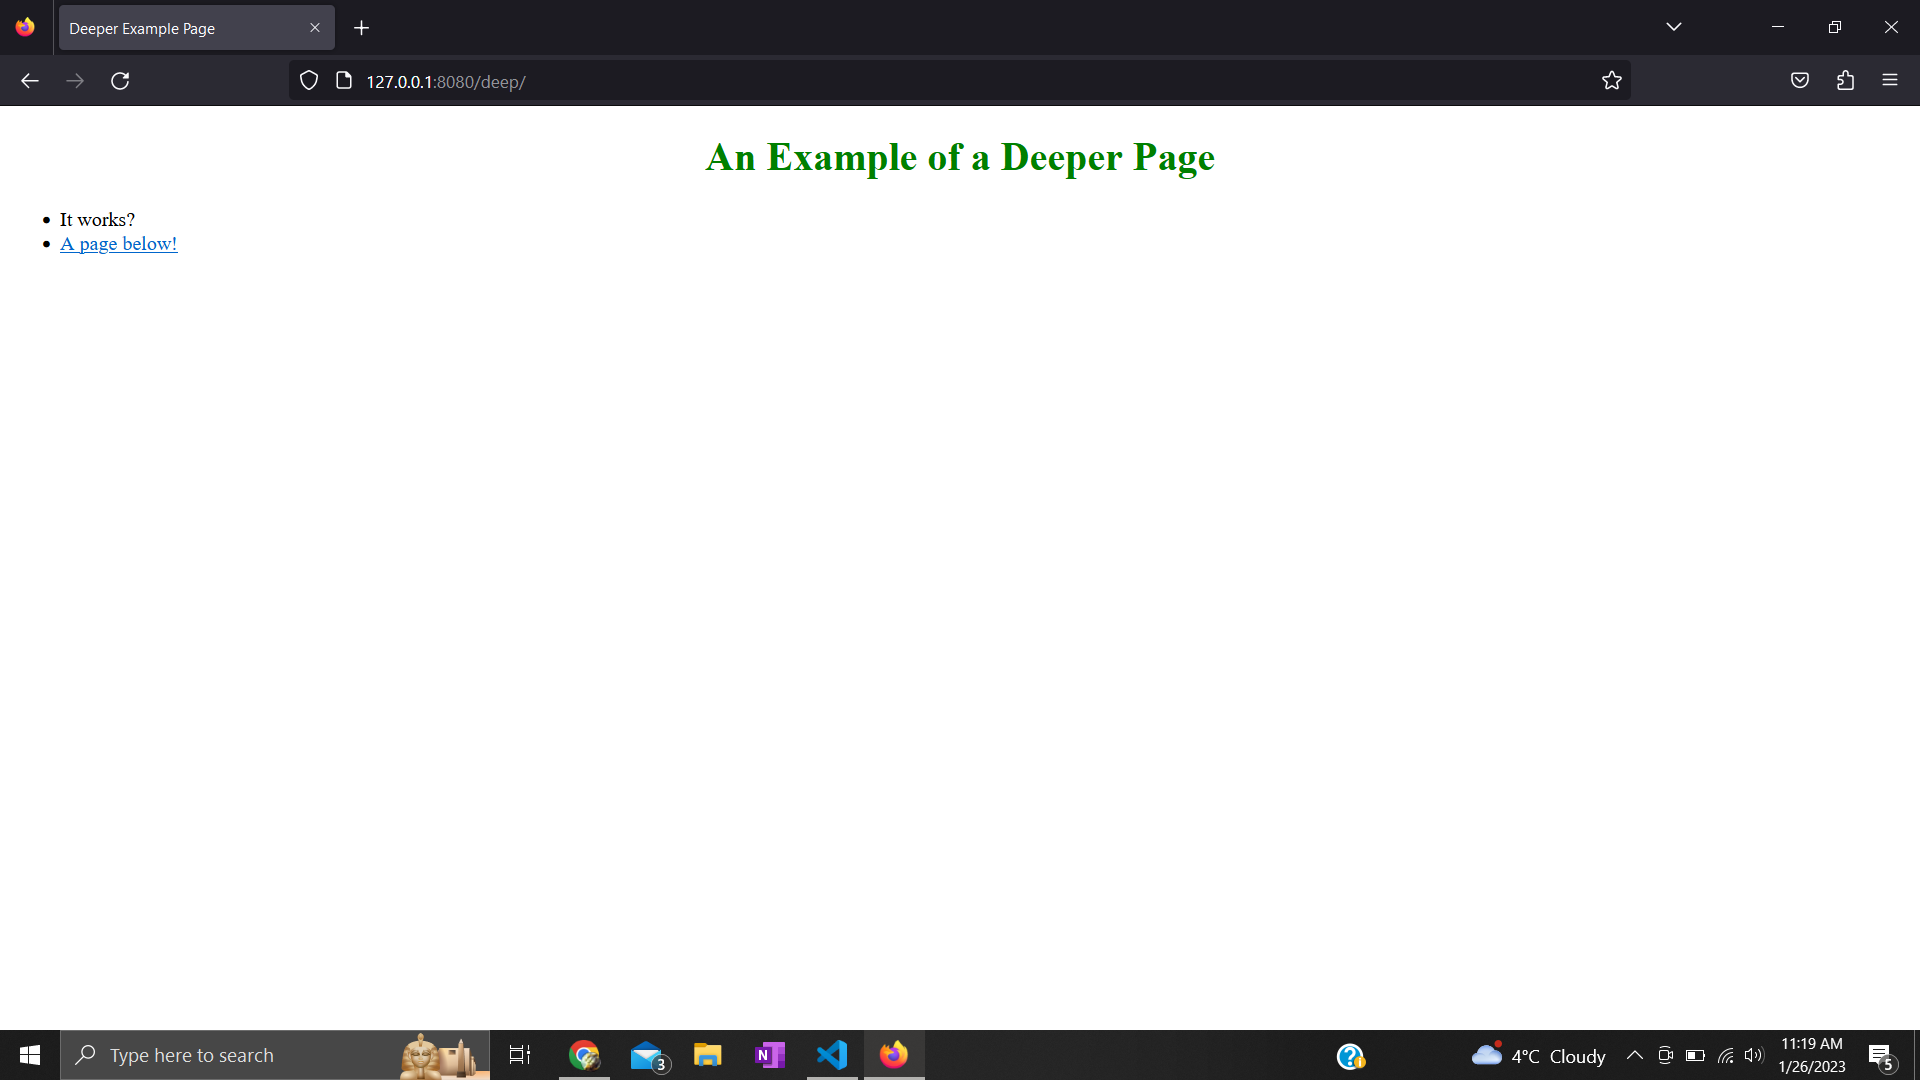 Deeper Example Page
127.0.0.1:8080/deep/
An Example of a Deeper Page
It works?
A page below!
Type here to search
N
3
4°C Cloudy
11:19 AM
1/26/2023
5